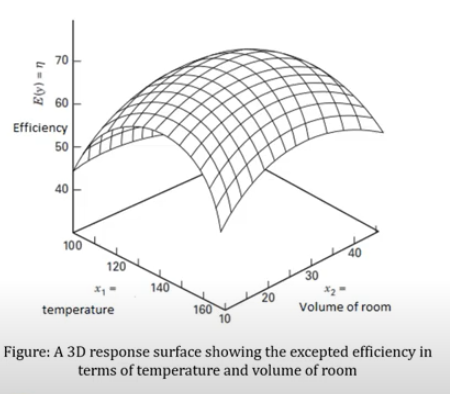 70
E(y) = η
60
Efficiency
50
40
100
120
140
160
x₁ =
temperature
10
20
30
40
x₂ =
Volume of room
Figure: A 3D response surface showing the excepted efficiency in
terms of temperature and volume of room